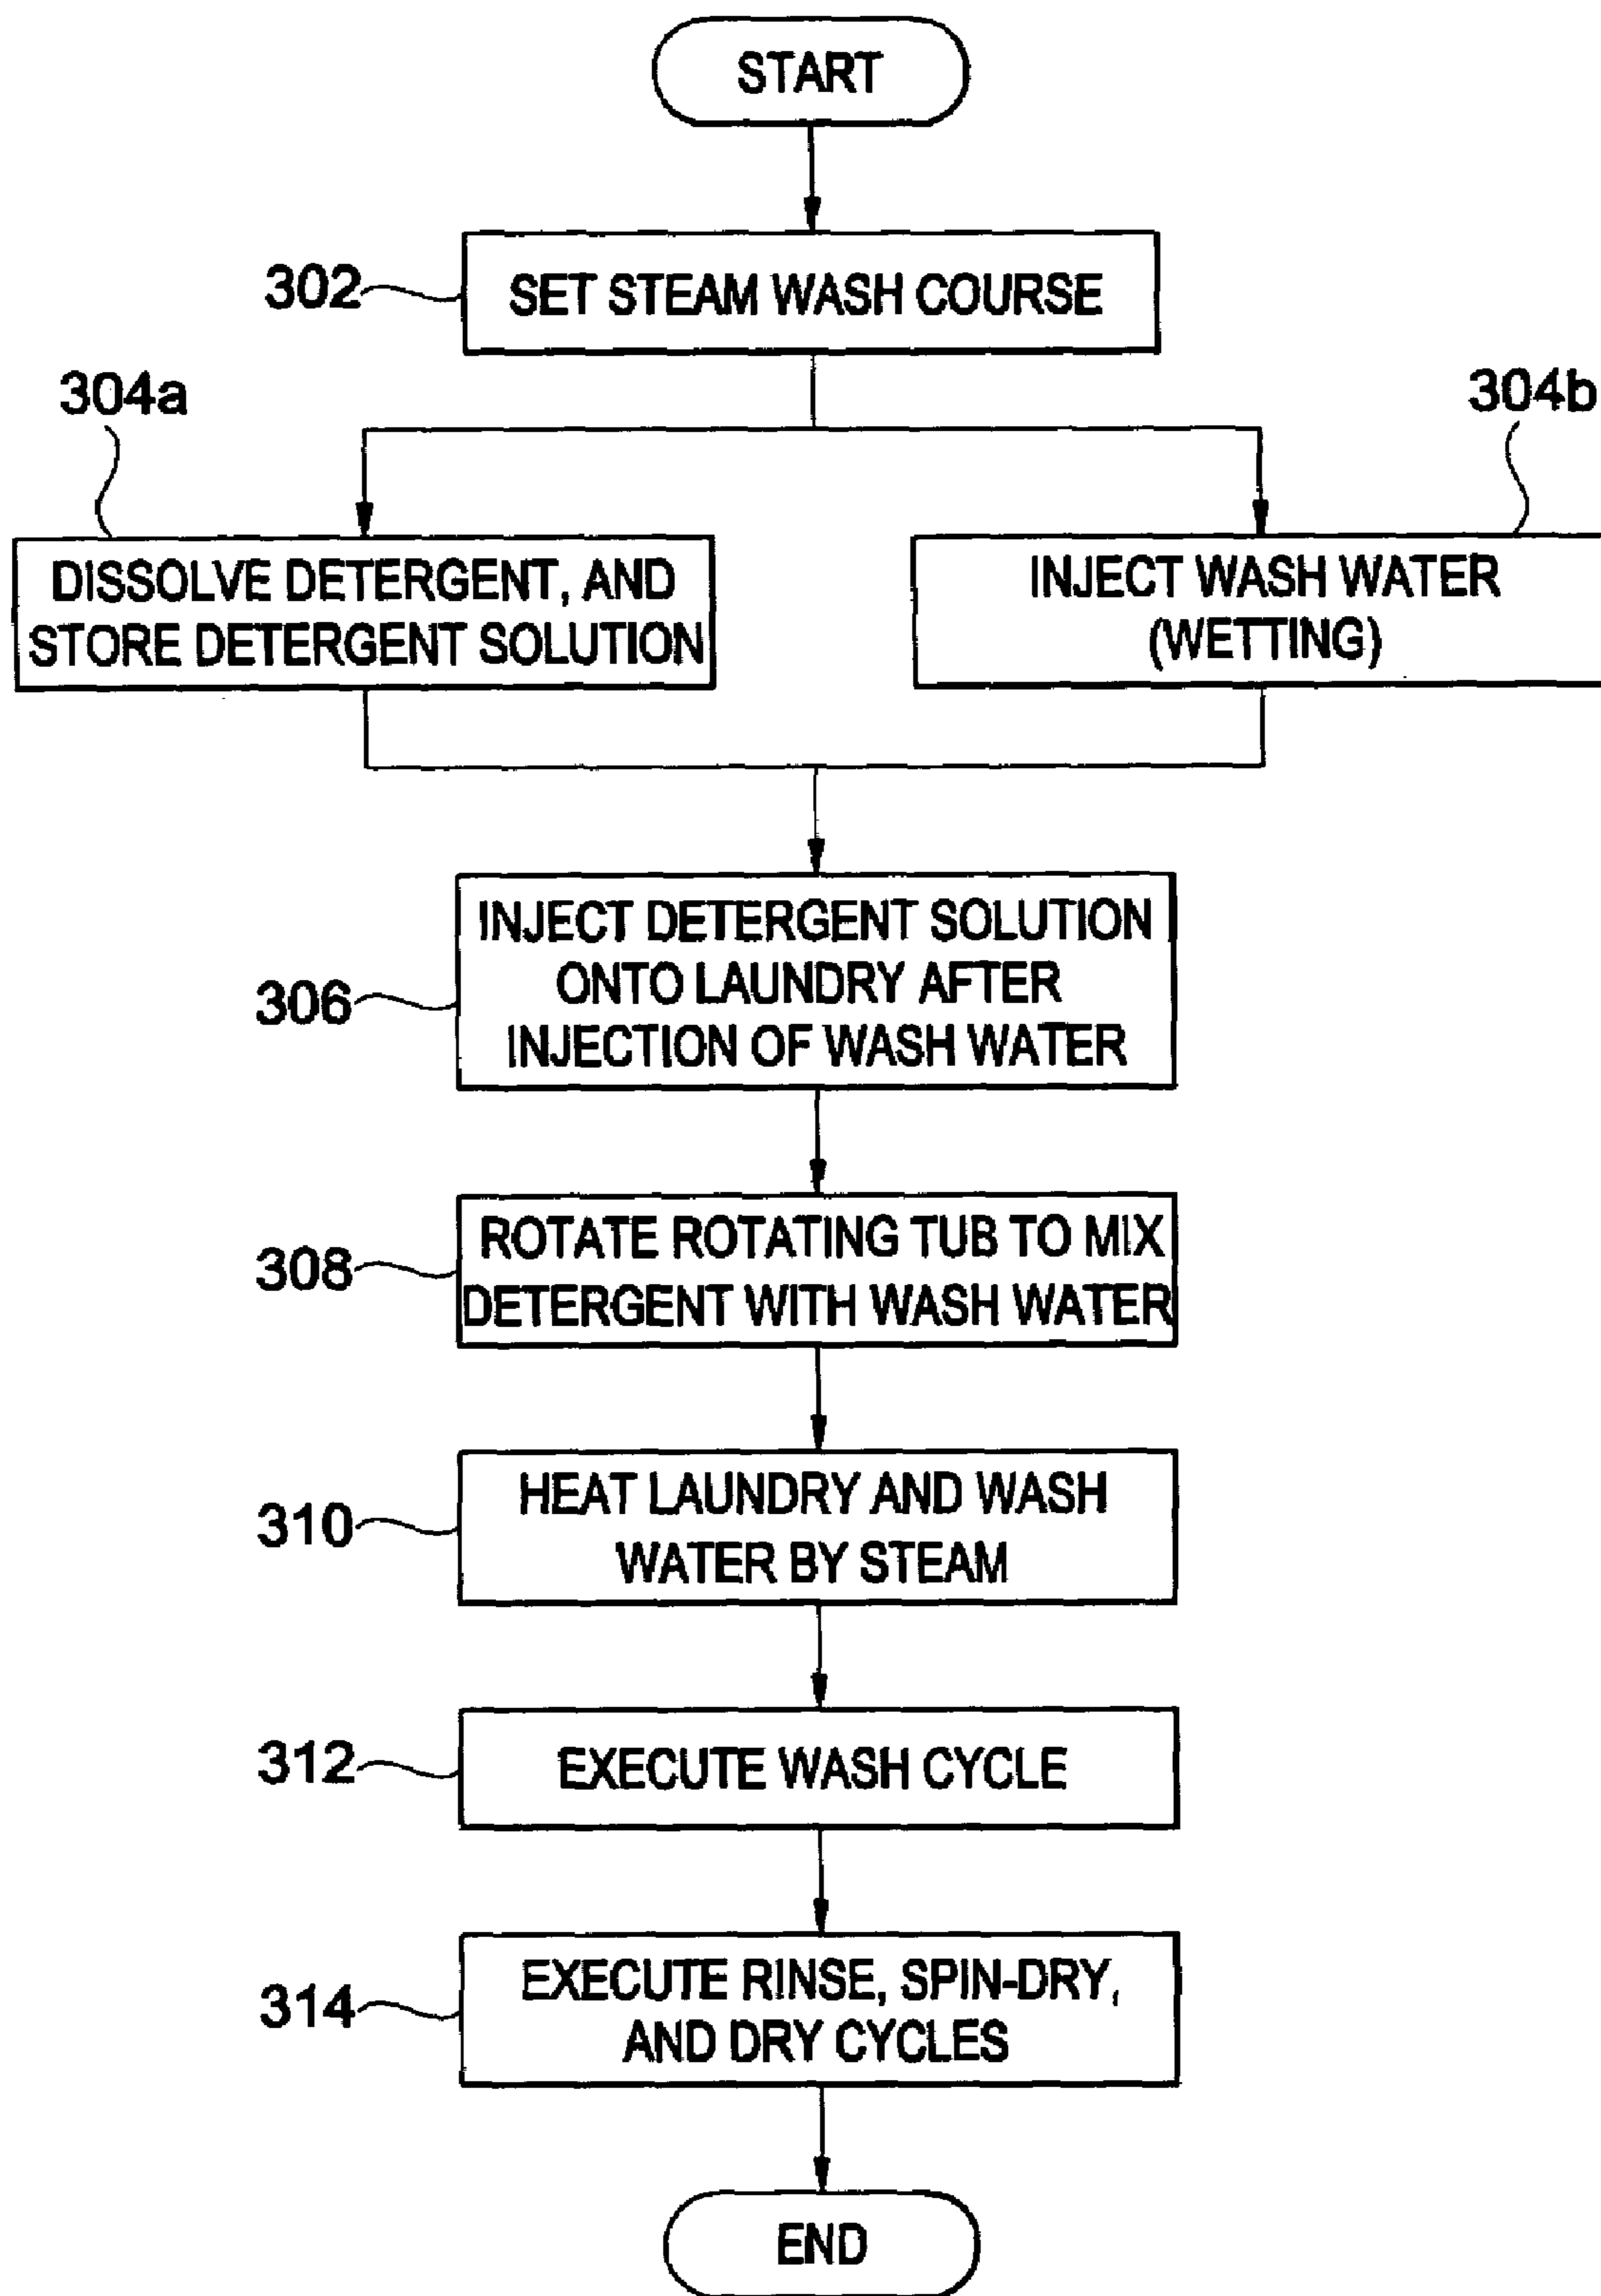 START
302
SET STEAM WASH COURSE
304a
304b
DISSOLVE DETERGENT, AND
STORE DETERGENT SOLUTION
INJECT WASH WATER
(WETTING)
306
INJECT DETERGENT SOLUTION
ONTO LAUNDRY AFTER
INJECTION OF WASH WATER
308
ROTATE ROTATING TUB TO MIX
DETERGENT WITH WASH WATER
310
HEAT LAUNDRY AND WASH
WATER BY STEAM
312
EXECUTE WASH CYCLE
314
EXECUTE RINSE, SPIN-DRY,
AND DRY CYCLES
END